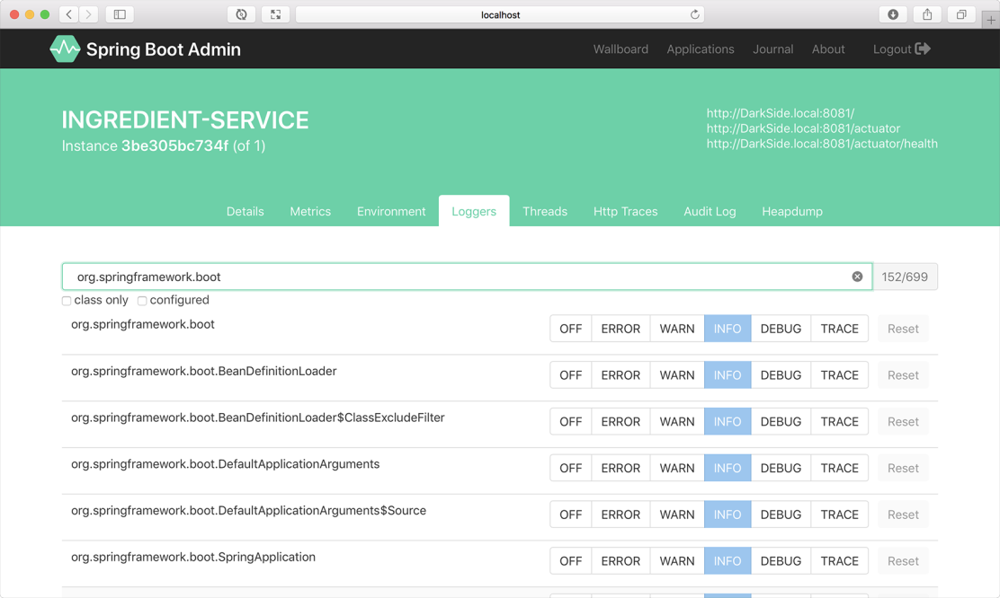 localhost
Spring Boot Admin
Wallboard Applications Journal About Logout
INGREDIENT-SERVICE
Instance 3be305bc734f (of 1)
http://DarkSide.local:8081/
http://DarkSide.local:8081/actuator
http://DarkSide.local:8081/actuator/health
Details Metrics Environment Loggers Threads Http Traces Audit Log Heapdump
org.springframework.boot 152/699
class only configured
org.springframework.boot OFF ERROR WARN INFO DEBUG TRACE Reset
org.springframework.boot.BeanDefinitionLoader OFF ERROR WARN INFO DEBUG TRACE Reset
org.springframework.boot.BeanDefinitionLoader$ClassExcludeFilter OFF ERROR WARN INFO DEBUG TRACE Reset
org.springframework.boot.DefaultApplicationArguments OFF ERROR WARN INFO DEBUG TRACE Reset
org.springframework.boot.DefaultApplicationArguments$Source OFF ERROR WARN INFO DEBUG TRACE Reset
org.springframework.boot.SpringApplication OFF ERROR WARN INFO DEBUG TRACE Reset